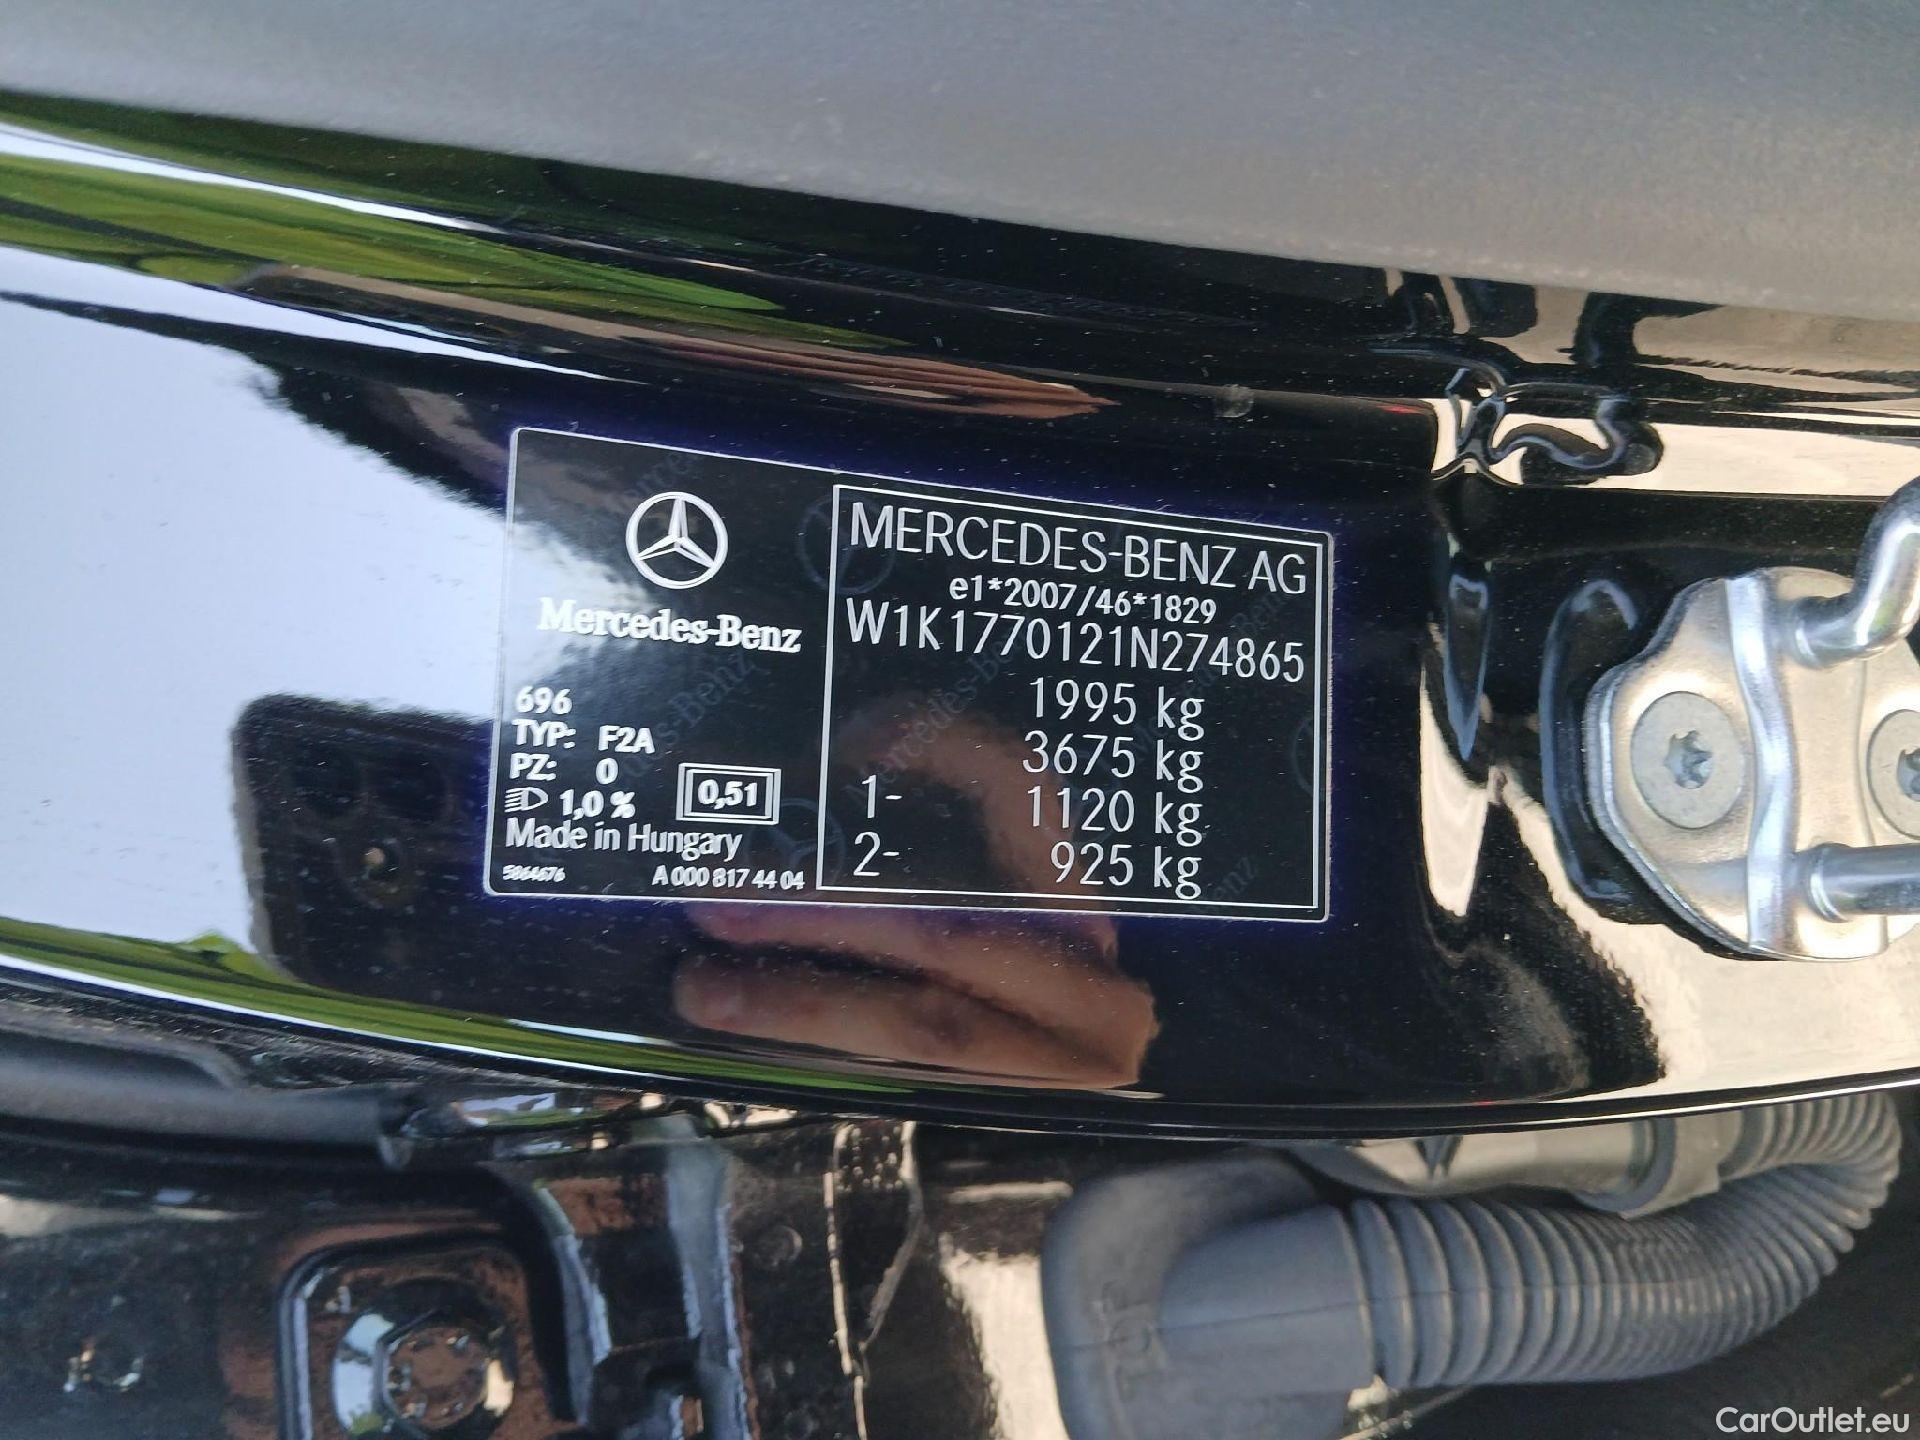 Mercedes-Benz
696
TYP: F2A
PZ: 0
1,0 % 0,51
Made in Hungary
5864676 A 000 817 44 04
MERCEDES-BENZ AG
e1*2007/46*1829
W1K1770121N274865
1995 kg
3675 kg
1- 1120 kg
2- 925 kg
CarOutlet.eu